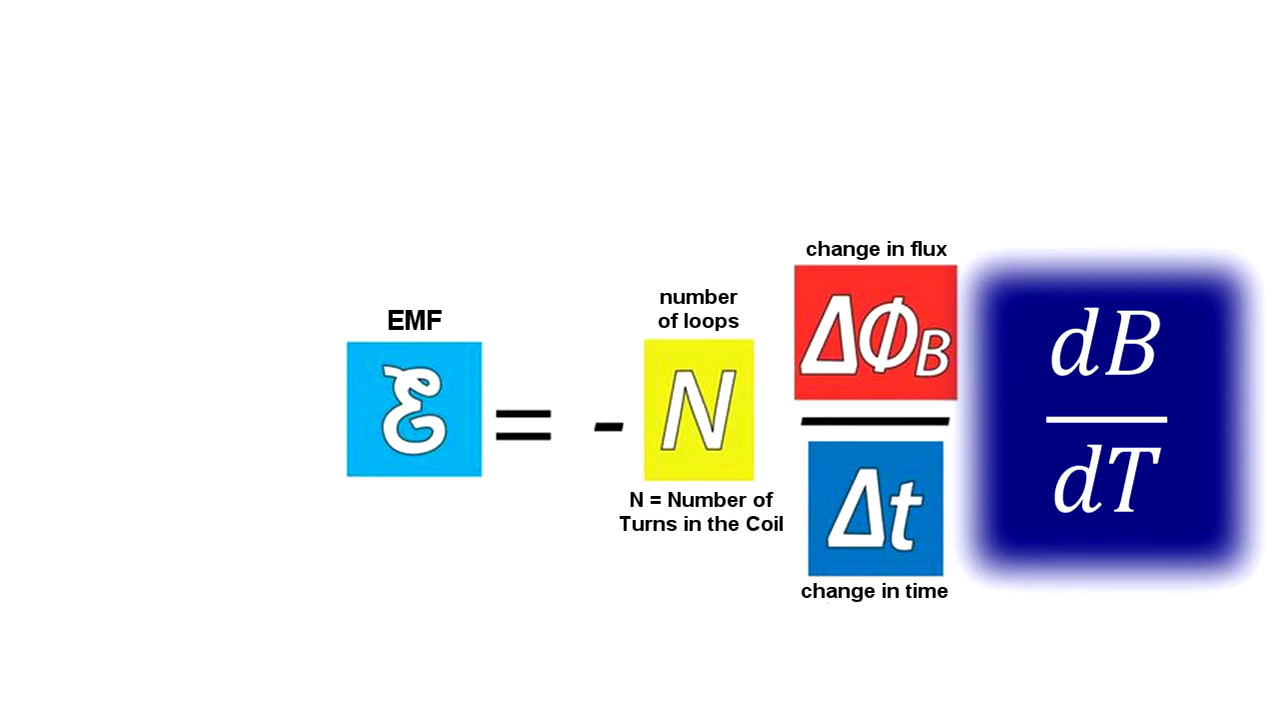 change in flux
number
of loops
EMF
ℰ = - N ΔΦB
Δt
dB
dT
N = Number of
Turns in the Coil
change in time